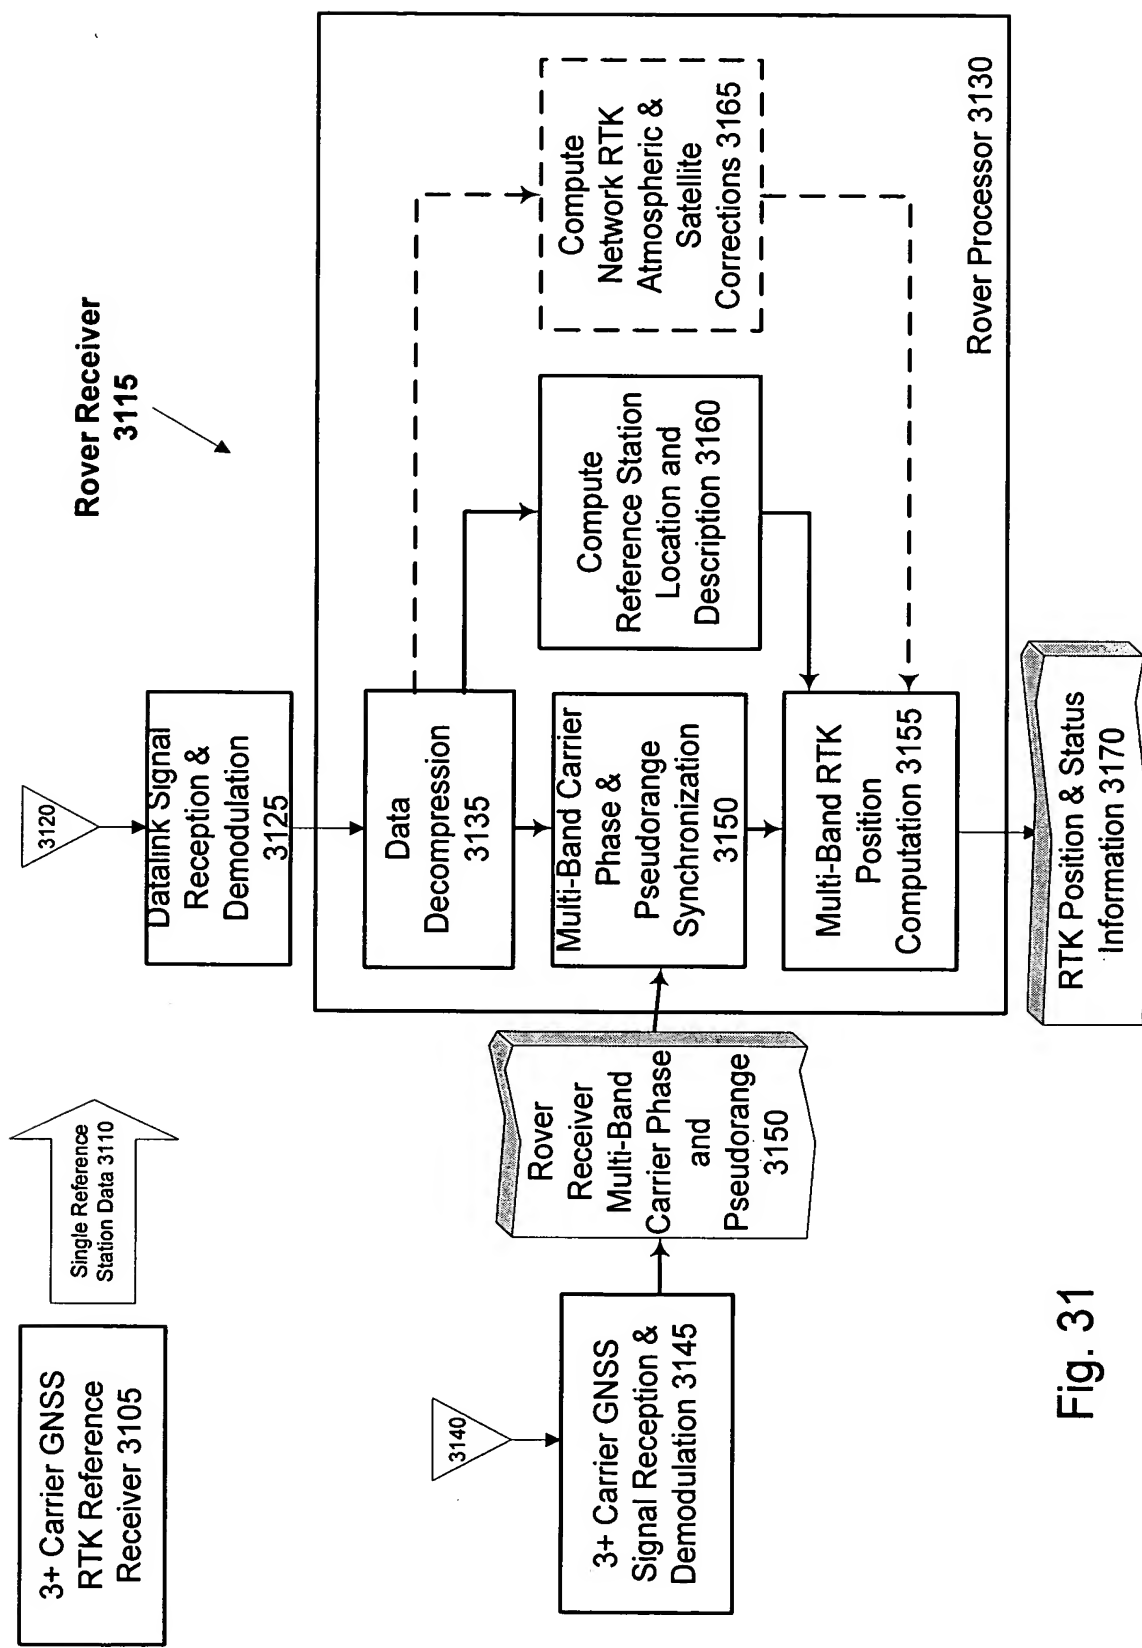 3+ Carrier GNSS
RTK Reference
Receiver 3105
Single Reference
Station Data 3110
Rover Receiver
3115
3120
Datalink Signal
Reception &
Demodulation
3125
Data
Decompression
3135
3140
3+ Carrier GNSS
Signal Reception &
Demodulation 3145
Rover
Receiver
Multi-Band
Carrier Phase
and
Pseudorange
3150
Multi-Band Carrier
Phase &
Pseudorange
Synchronization
3150
Compute
Reference Station
Location and
Description 3160
Compute
Network RTK
Atmospheric &
Satellite
Corrections 3165
Multi-Band RTK
Position
Computation 3155
Rover Processor 3130
RTK Position & Status
Information 3170
Fig. 31